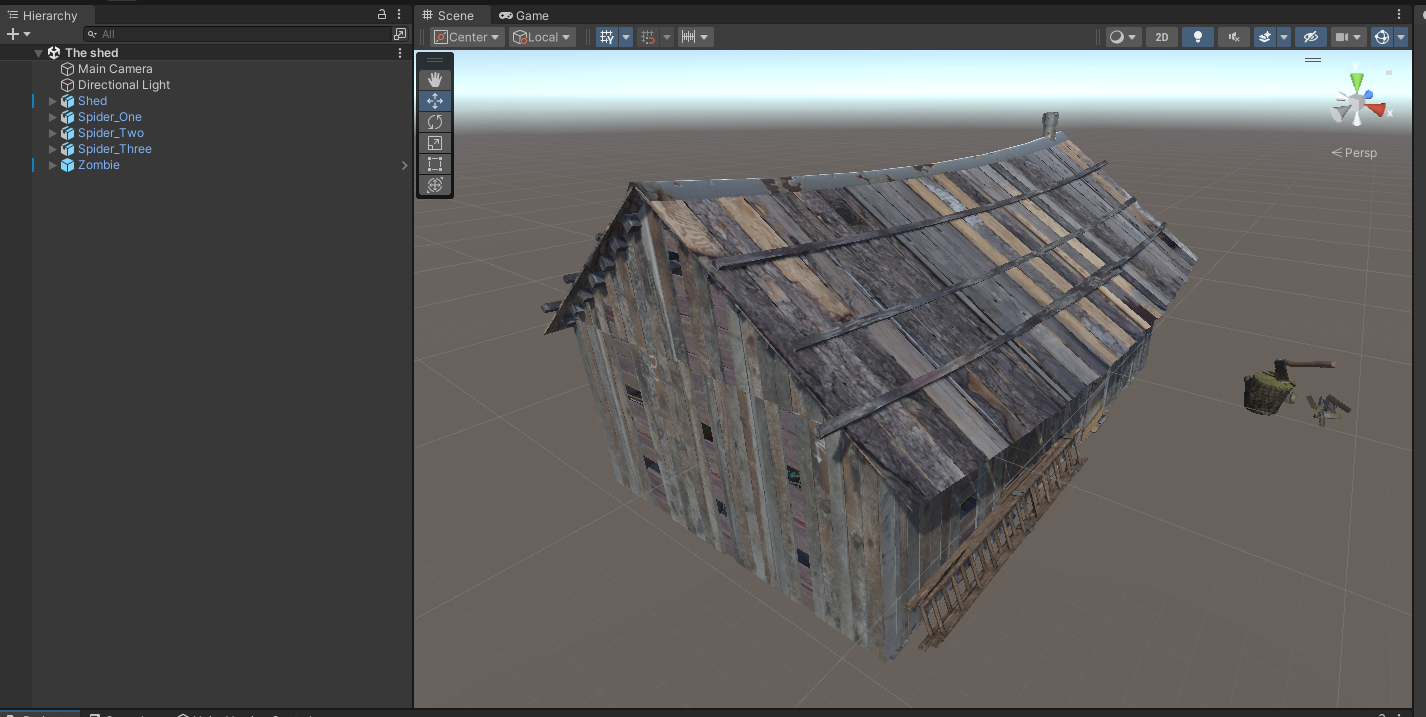 Hierarchy
Scene
Game
All
Center
Local
2D
The shed
Main Camera
Directional Light
Shed
Spider_One
Spider_Two
Spider_Three
Zombie
y
x
Persp